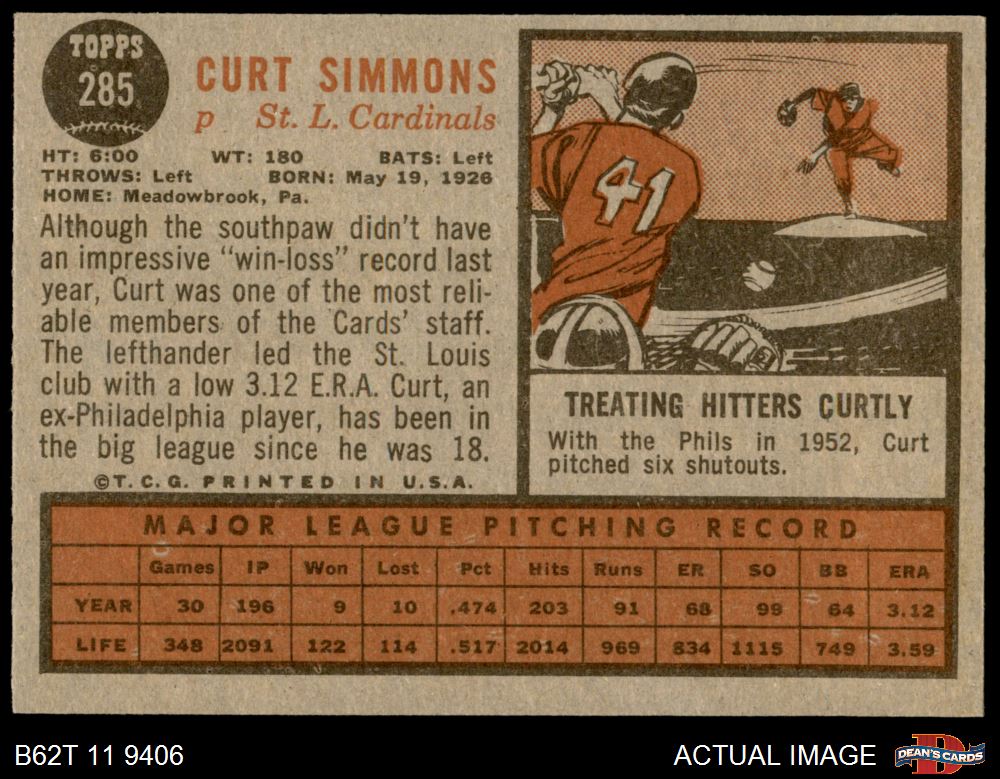 TOPPS
285
CURT SIMMONS
p St. L. Cardinals
HT: 6:00 WT: 180 BATS: Left
THROWS: Left BORN: May 19, 1926
HOME: Meadowbrook, Pa.
Although the southpaw didn't have
an impressive "win-loss" record last
year, Curt was one of the most reli-
able members of the Cards' staff.
The lefthander led the St. Louis
club with a low 3.12 E.R.A. Curt, an
ex-Philadelphia player, has been in
the big league since he was 18.
©T.C.G. PRINTED IN U.S.A.
41
TREATING HITTERS CURTLY
With the Phils in 1952, Curt
pitched six shutouts.
MAJOR LEAGUE PITCHING RECORD
Games IP Won Lost Pct Hits Runs ER SO BB ERA
YEAR 30 196 9 10 .474 203 91 68 99 64 3.12
LIFE 348 2091 122 114 .517 2014 969 834 1115 749 3.59
B62T 11 9406
ACTUAL IMAGE
DEAN'S CARDS